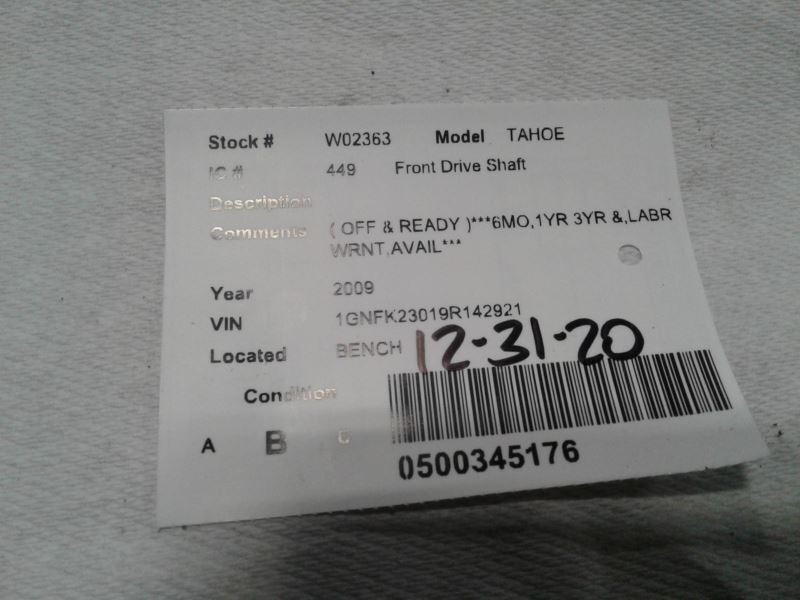 Stock # W02363 Model TAHOE
IC # 449 Front Drive Shaft
Description
Comments ( OFF & READY )***6MO,1YR 3YR &,LABR
WRNT,AVAIL***
Year 2009
VIN 1GNFK23019R142921
Located BENCH 12-31-20
Condition
A B C
0500345176